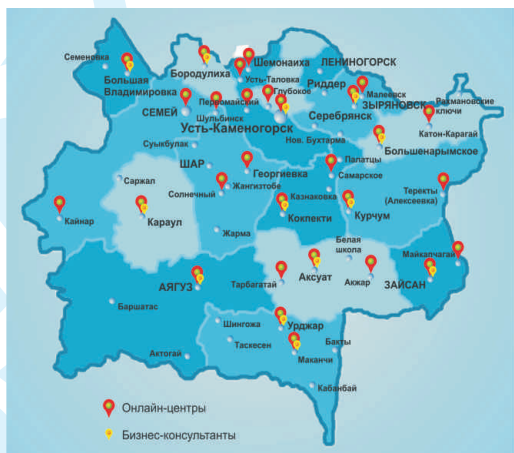 Семеновка
Большая
Владимировка
Бородулиха
Шемонаиха
ЛЕНИНОГОРСК
Усть-Таловка
Глубокое
Риддер
Малеевск
ЗЫРЯНОВСК
Рахмановские
ключи
СЕМЕЙ
Первомайский
Шульбинск
Усть-Каменогорск
Серебрянск
Катон-Карагай
Большенарымское
Нов. Бухтарма
Суыкбулак
ШАР
Георгиевка
Палатцы
Самарское
Саржал
Солнечный
Жангизтобе
Казнаковка
Теректы
(Алексеевка)
Кайнар
Караул
Кокпекти
Курчум
Жарма
Белая
школа
Майкапчагай
АЯГУЗ
Тарбагатай
Аксуат
Акжар
ЗАЙСАН
Баршатас
Шингожа
Урджар
Таскесен
Маканчи
Бакты
Актогай
Кабанбай
Онлайн-центры
Бизнес-консультанты